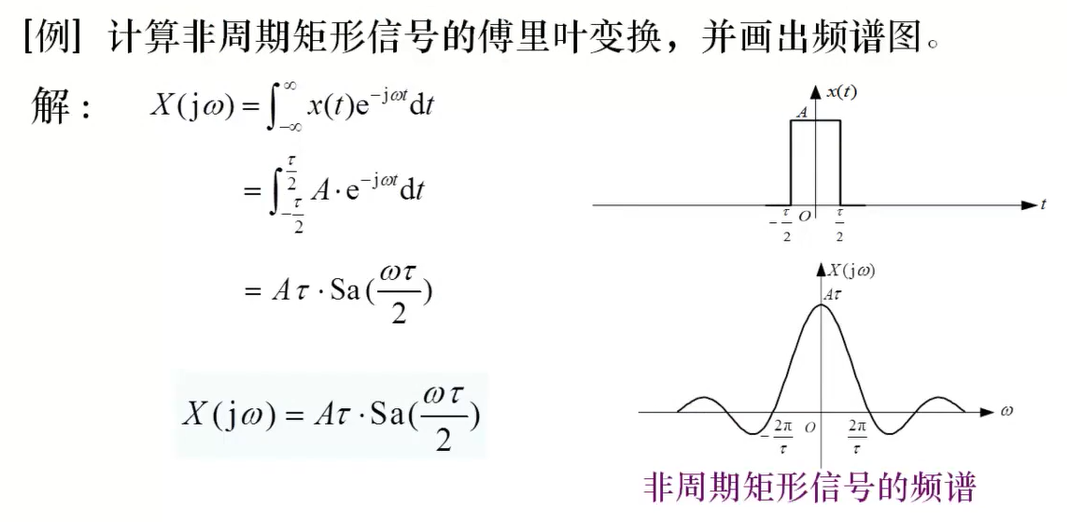 [例] 计算非周期矩形信号的傅里叶变换，并画出频谱图。
解： X(jω) = ∫_{-∞}^{∞} x(t)e^{-jωt}dt
= ∫_{-τ/2}^{τ/2} A·e^{-jωt}dt
= Aτ·Sa(ωτ/2)
X(jω) = Aτ·Sa(ωτ/2)
x(t)
A
-τ/2 O τ/2 t
X(jω)
Aτ
-2π/τ O 2π/τ ω
非周期矩形信号的频谱